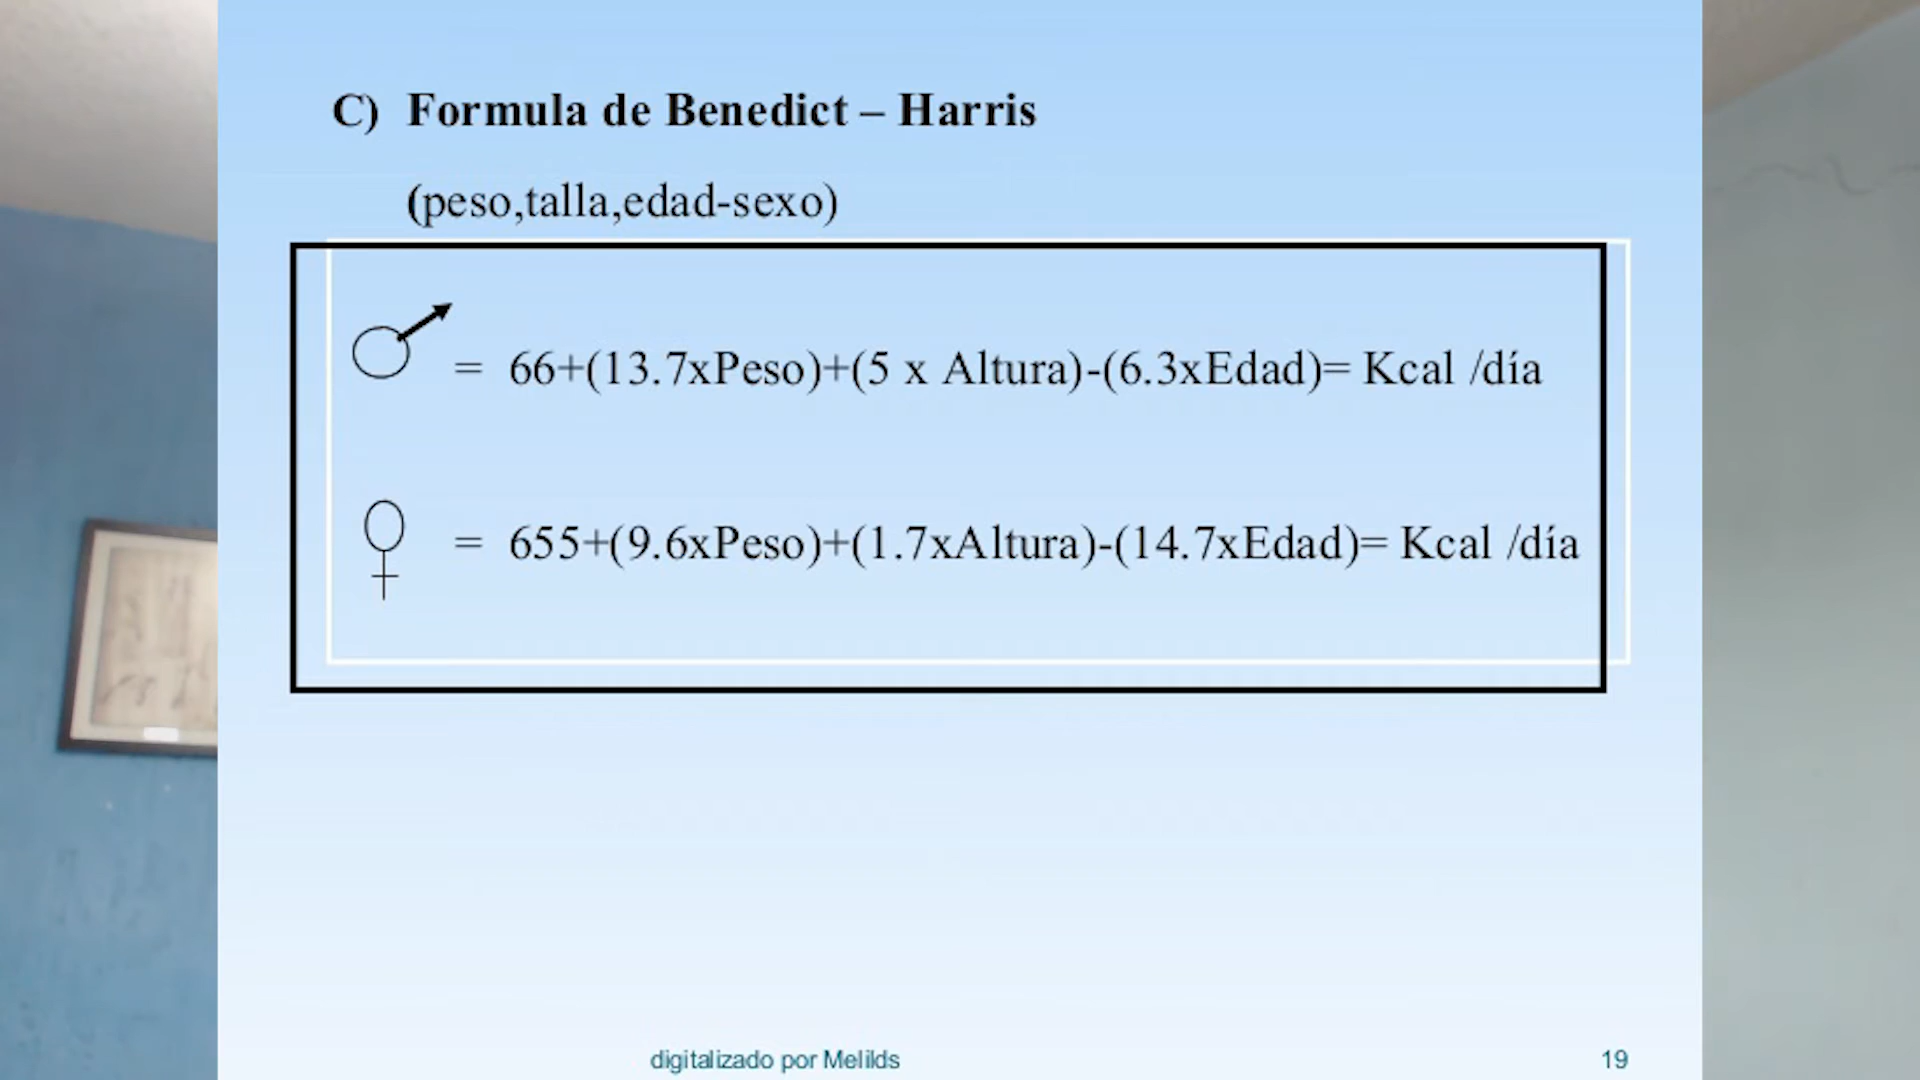 C) Formula de Benedict – Harris
(peso,talla,edad-sexo)
= 66+(13.7xPeso)+(5 x Altura)-(6.3xEdad)= Kcal /día
= 655+(9.6xPeso)+(1.7xAltura)-(14.7xEdad)= Kcal /día
digitalizado por Melilds
19